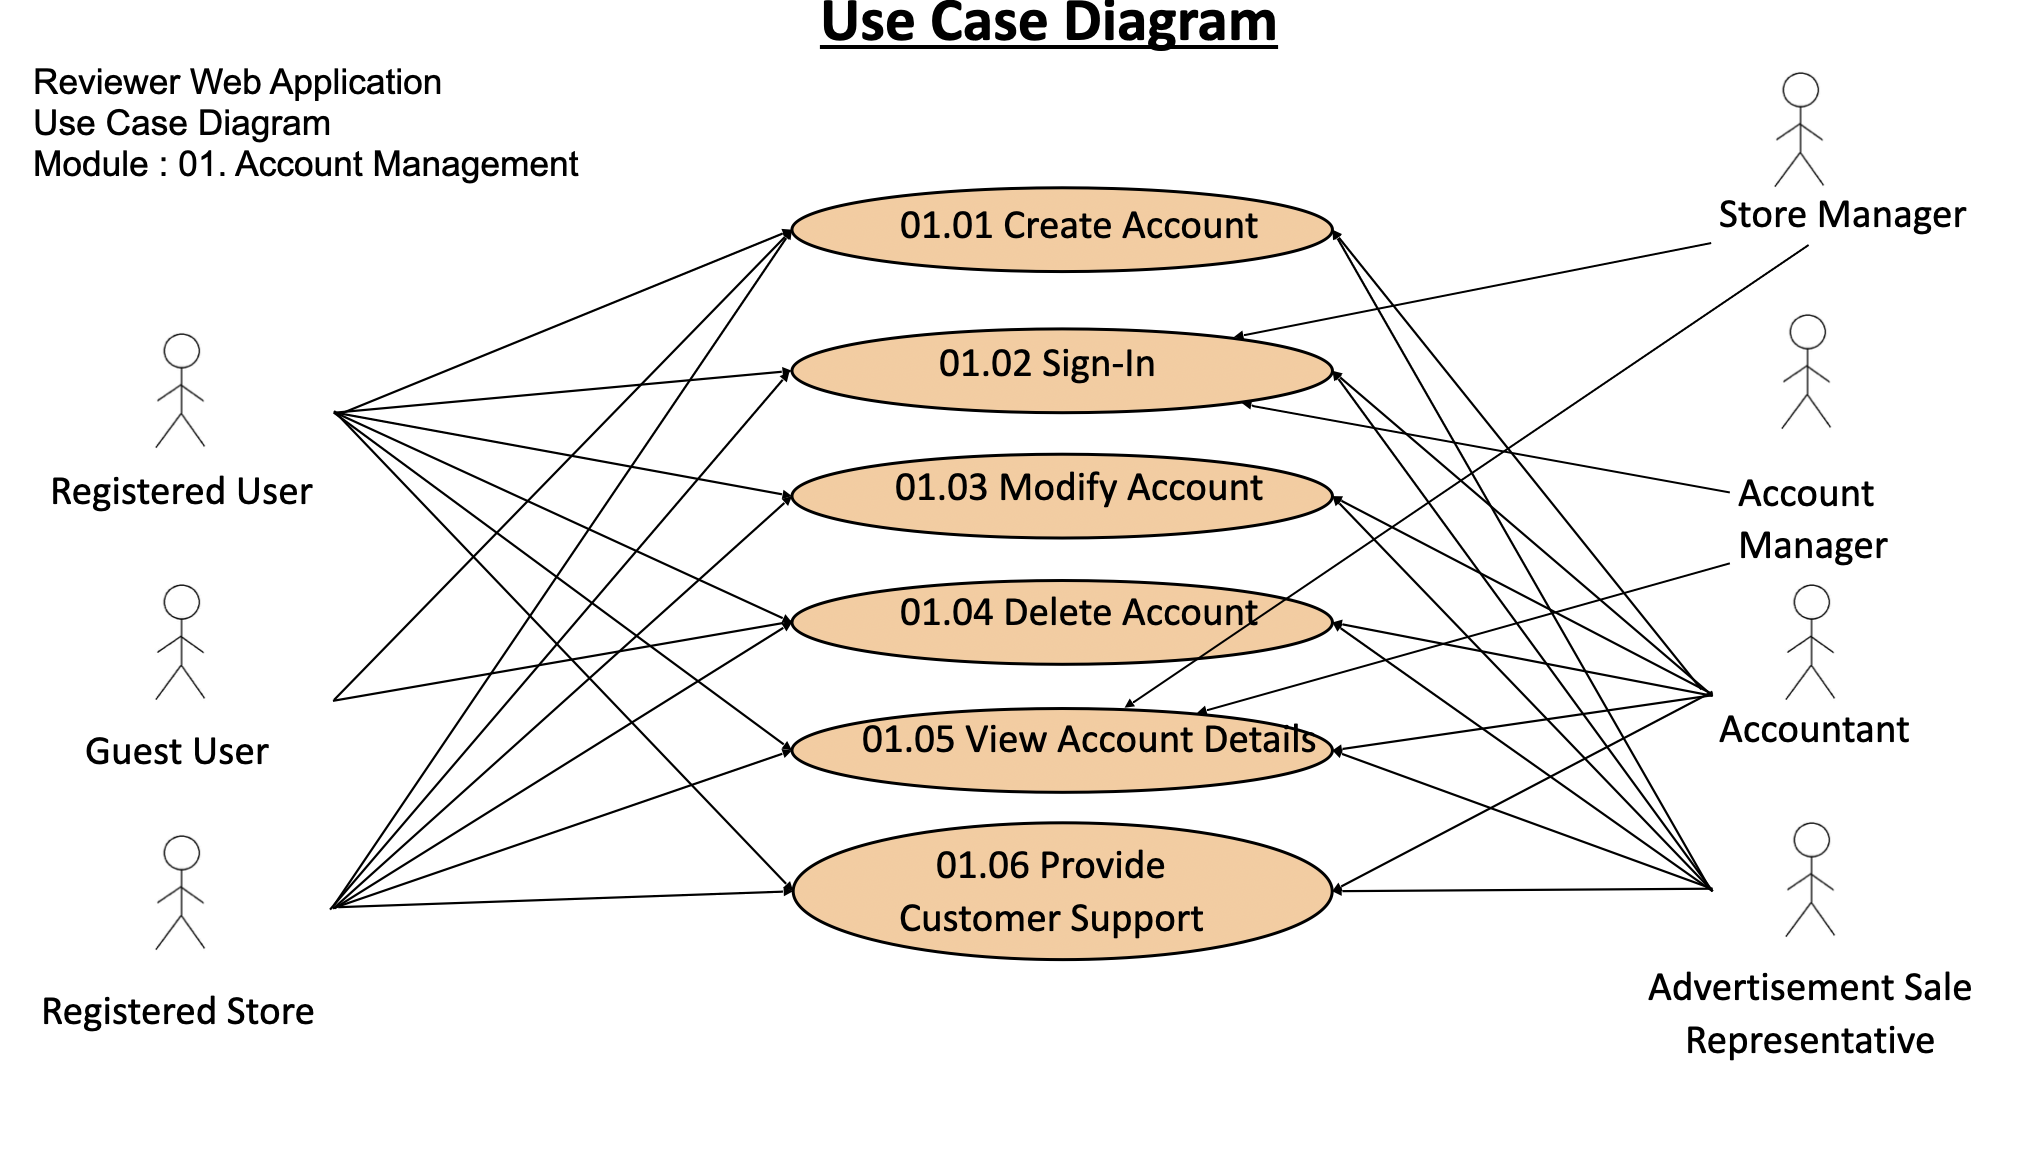 Use Case Diagram
Reviewer Web Application
Use Case Diagram
Module : 01. Account Management
Store Manager
01.01 Create Account
01.02 Sign-In
01.03 Modify Account
Registered User
Account
Manager
01.04 Delete Account
01.05 View Account Details
Guest User
Accountant
01.06 Provide
Customer Support
Registered Store
Advertisement Sale
Representative